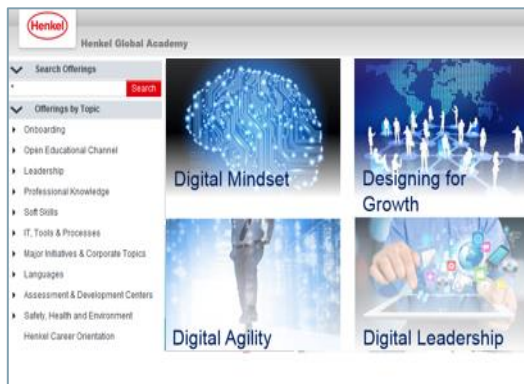 Henkel
Henkel Global Academy
Search Offerings
*
Search
Offerings by Topic
Onboarding
Open Educational Channel
Leadership
Professional Knowledge
Soft Skills
IT, Tools & Processes
Major Initiatives & Corporate Topics
Languages
Assessment & Development Centers
Safety, Health and Environment
Henkel Career Orientation
Digital Mindset
Designing for
Growth
Digital Agility
Digital Leadership